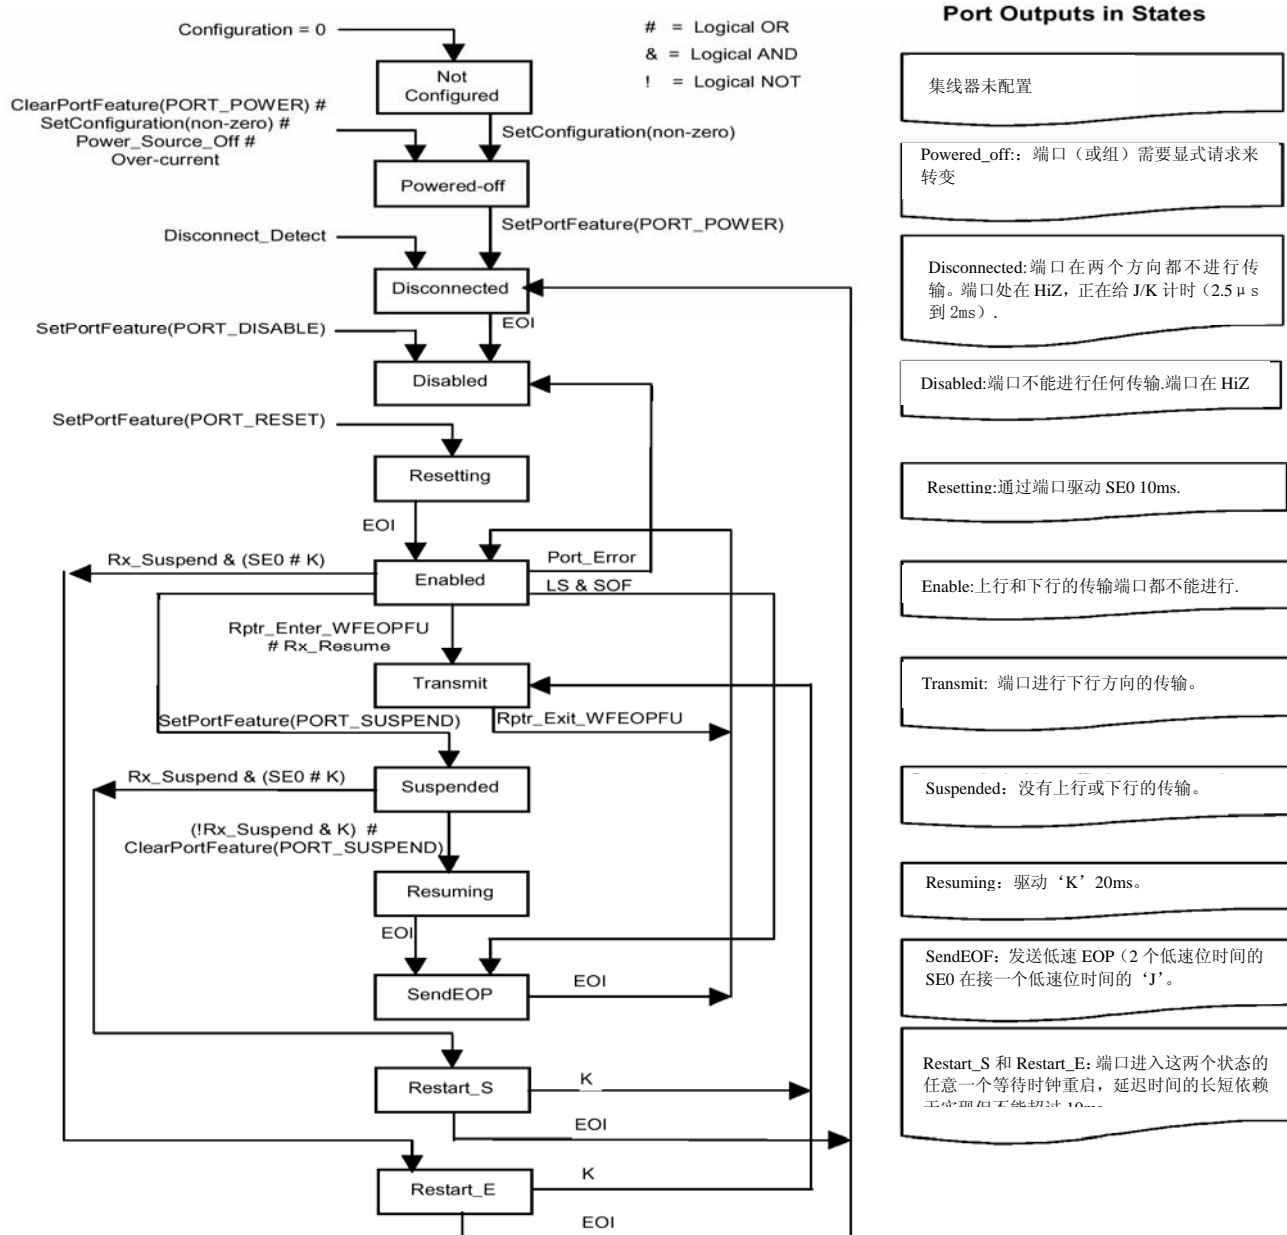 Port Outputs in States
Configuration = 0
# = Logical OR
& = Logical AND
! = Logical NOT
Not
Configured
ClearPortFeature(PORT_POWER) #
SetConfiguration(non-zero) #
Power_Source_Off #
Over-current
SetConfiguration(non-zero)
Powered-off
SetPortFeature(PORT_POWER)
Disconnect_Detect
Disconnected
EOI
SetPortFeature(PORT_DISABLE)
Disabled
SetPortFeature(PORT_RESET)
Resetting
EOI
Rx_Suspend & (SE0 # K)
Enabled
Port_Error
LS & SOF
Rptr_Enter_WFEOPFU
# Rx_Resume
Transmit
SetPortFeature(PORT_SUSPEND)
Rptr_Exit_WFEOPFU
Rx_Suspend & (SE0 # K)
Suspended
(!Rx_Suspend & K) #
ClearPortFeature(PORT_SUSPEND)
Resuming
EOI
SendEOP
EOI
Restart_S
K
EOI
Restart_E
K
EOI
集线器未配置
Powered_off:：端口（或组）需要显式请求来
转变
Disconnected:端口在两个方向都不进行传
输。端口处在 HiZ，正在给 J/K 计时（2.5μs
到 2ms）.
Disabled:端口不能进行任何传输.端口在 HiZ
Resetting:通过端口驱动 SE0 10ms.
Enable:上行和下行的传输端口都不能进行.
Transmit: 端口进行下行方向的传输。
Suspended：没有上行或下行的传输。
Resuming：驱动‘K’20ms。
SendEOF：发送低速 EOP（2 个低速位时间的
SE0 在接一个低速位时间的‘J’。
Restart_S 和 Restart_E：端口进入这两个状态的
任意一个等待时钟重启，延迟时间的长短依赖
于实现但不能超过 10ms